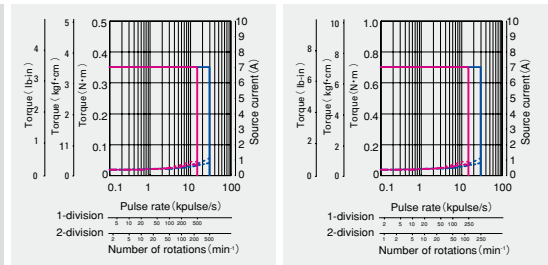 5 0.5 10
4 4 0.4 9
8
3 3 0.3 7
6
5
2 2 0.2 4
3
1 11 0.1 2
1
0 0 0 0
Torque (lb-in)
Torque (kgf·cm)
Torque (N·m)
Source current (A)
0.1 1 10 100
Pulse rate (kpulse/s)
1-division
5 10 20 50 100 200
2-division
2 5 10 20 50 100 200 500
Number of rotations (min-1)
10 1.0 10
8 8 0.8 9
8
6 6 0.6 7
6
5
4 4 0.4 4
3
2 2 0.2 2
1
0 0 0 0
Torque (lb-in)
Torque (kgf·cm)
Torque (N·m)
Source current (A)
0.1 1 10 100
Pulse rate (kpulse/s)
1-division
2 5 10 20 50 100 250
2-division
1 2 5 10 20 50 100 250
Number of rotations (min-1)